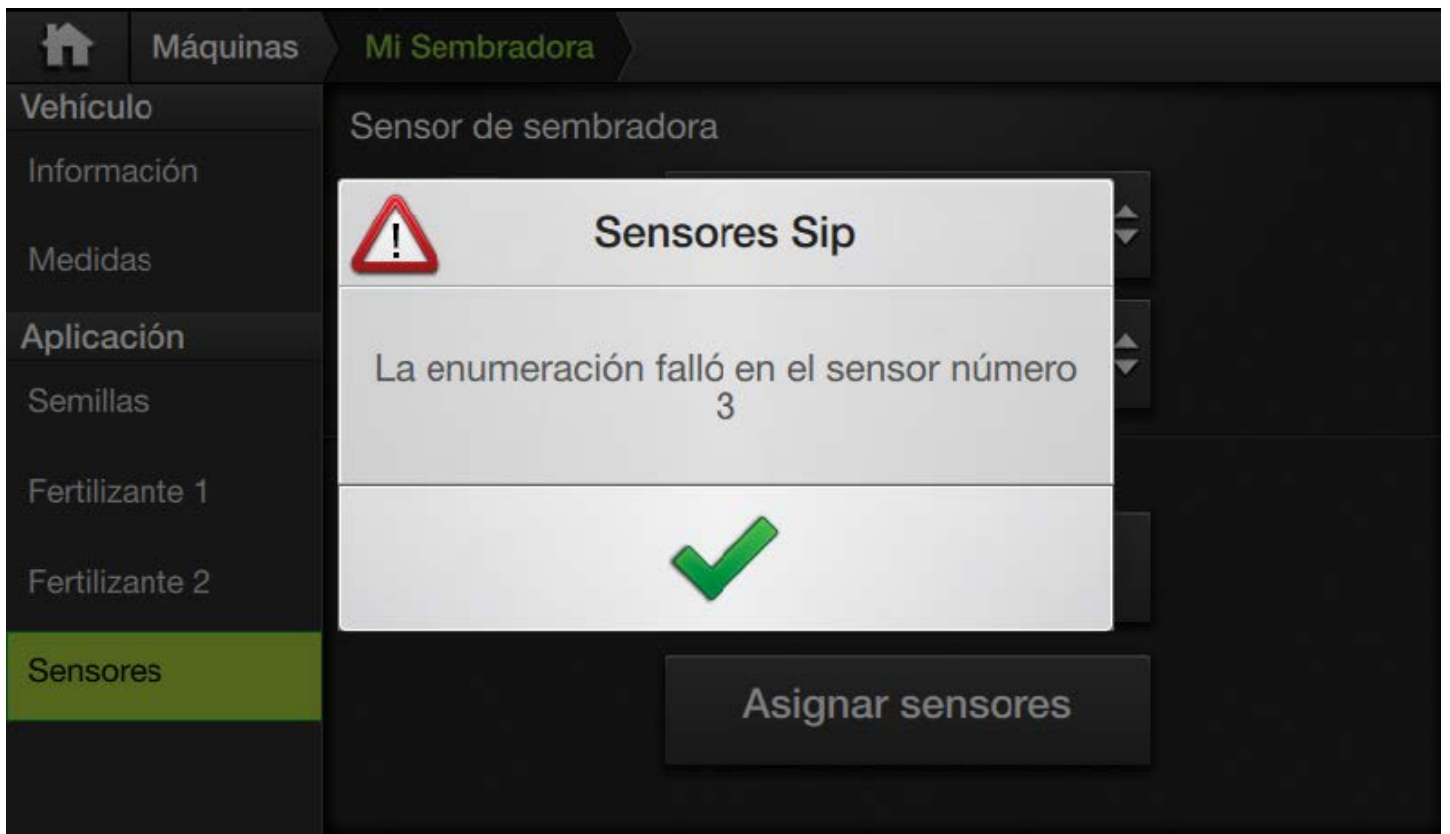 Máquinas
Mi Sembradora
Vehículo
Información
Medidas
Aplicación
Semillas
Fertilizante 1
Fertilizante 2
Sensores
Sensor de sembradora
Sensores Sip
La enumeración falló en el sensor número
3
Asignar sensores